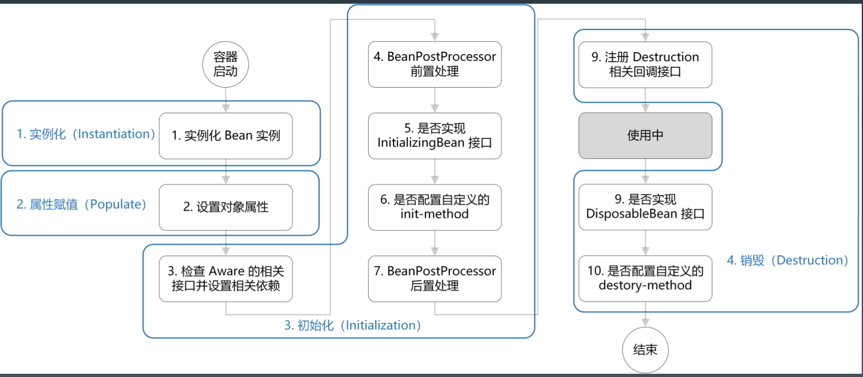 容器
启动
1. 实例化（Instantiation）
1. 实例化 Bean 实例
2. 属性赋值（Populate）
2. 设置对象属性
3. 检查 Aware 的相关
接口并设置相关依赖
3. 初始化（Initialization）
4. BeanPostProcessor
前置处理
5. 是否实现
InitializingBean 接口
6. 是否配置自定义的
init-method
7. BeanPostProcessor
后置处理
9. 注册 Destruction
相关回调接口
使用中
9. 是否实现
DisposableBean 接口
10. 是否配置自定义的
destory-method
4. 销毁（Destruction）
结束